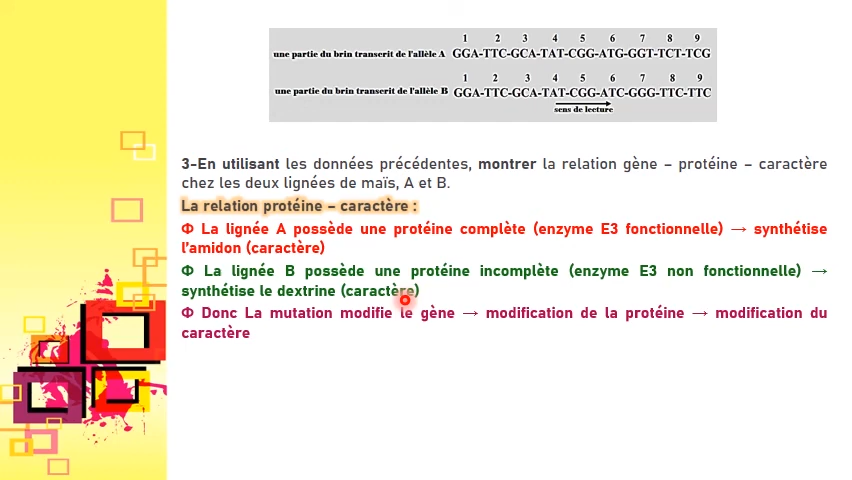 1 2 3 4 5 6 7 8 9
une partie du brin transcrit de l'allèle A GGA-TTC-GCA-TAT-CGG-ATG-GGT-TCT-TCG
1 2 3 4 5 6 7 8 9
une partie du brin transcrit de l'allèle B GGA-TTC-GCA-TAT-CGG-ATC-GGG-TTC-TTC
sens de lecture
3-En utilisant les données précédentes, montrer la relation gène – protéine – caractère
chez les deux lignées de maïs, A et B.
La relation protéine – caractère :
Φ La lignée A possède une protéine complète (enzyme E3 fonctionnelle) → synthétise
l'amidon (caractère)
Φ La lignée B possède une protéine incomplète (enzyme E3 non fonctionnelle) →
synthétise le dextrine (caractère)
Φ Donc La mutation modifie le gène → modification de la protéine → modification du
caractère